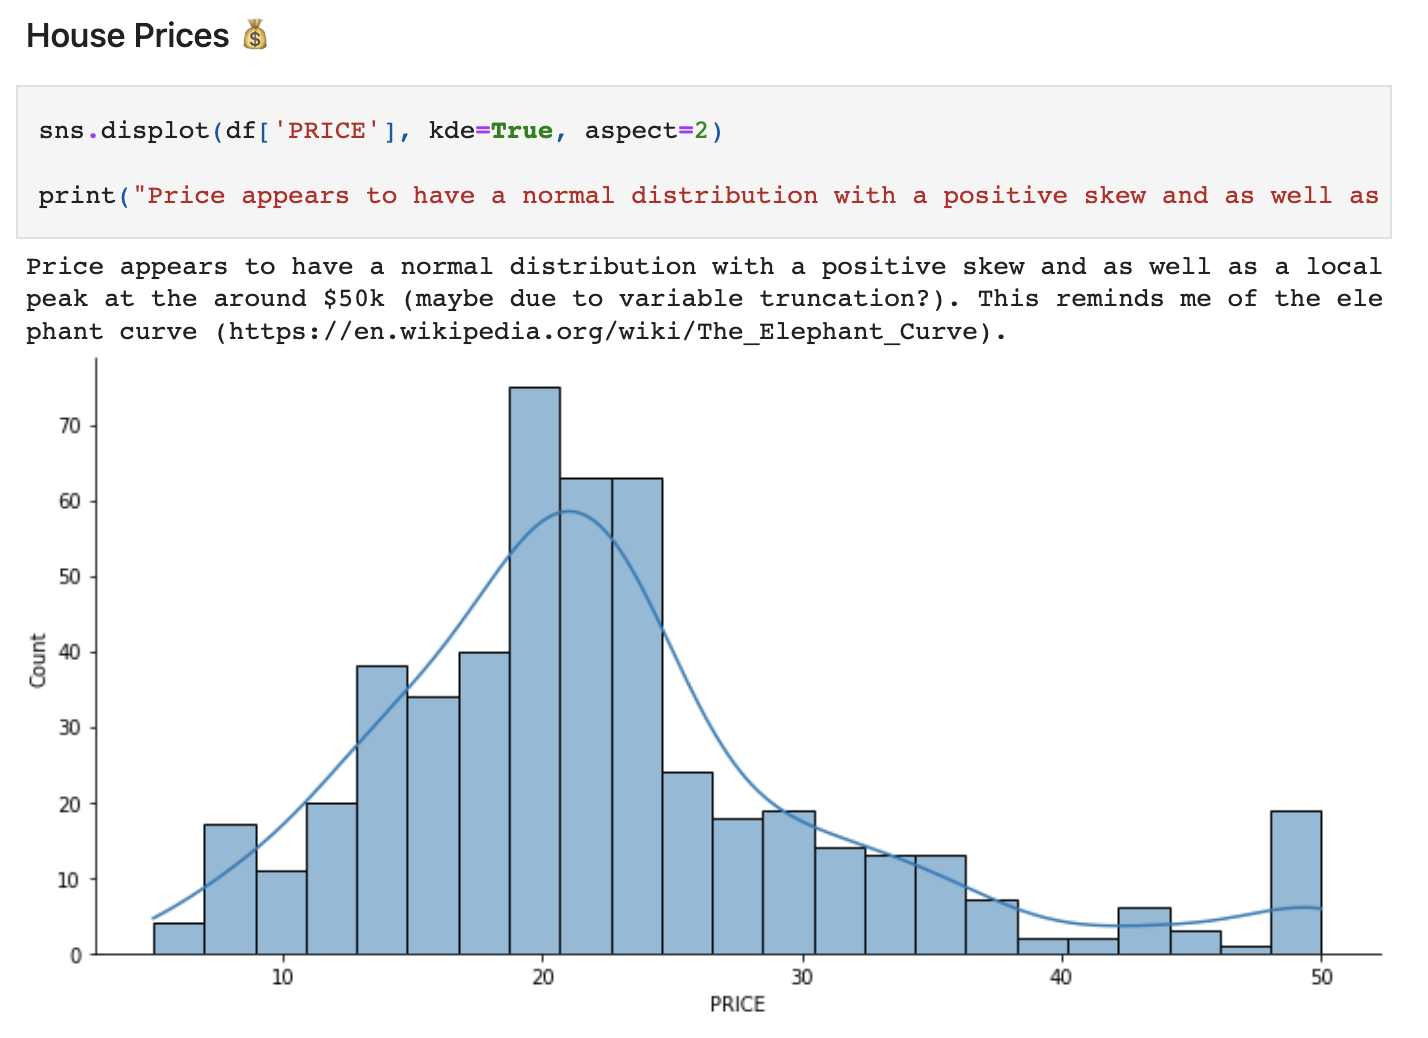 House Prices 💰
sns.displot(df['PRICE'], kde=True, aspect=2)
print("Price appears to have a normal distribution with a positive skew and as well as
Price appears to have a normal distribution with a positive skew and as well as a local
peak at the around $50k (maybe due to variable truncation?). This reminds me of the ele
phant curve (https://en.wikipedia.org/wiki/The_Elephant_Curve).
70
60
50
40
30
20
10
0
Count
10 20 30 40 50
PRICE